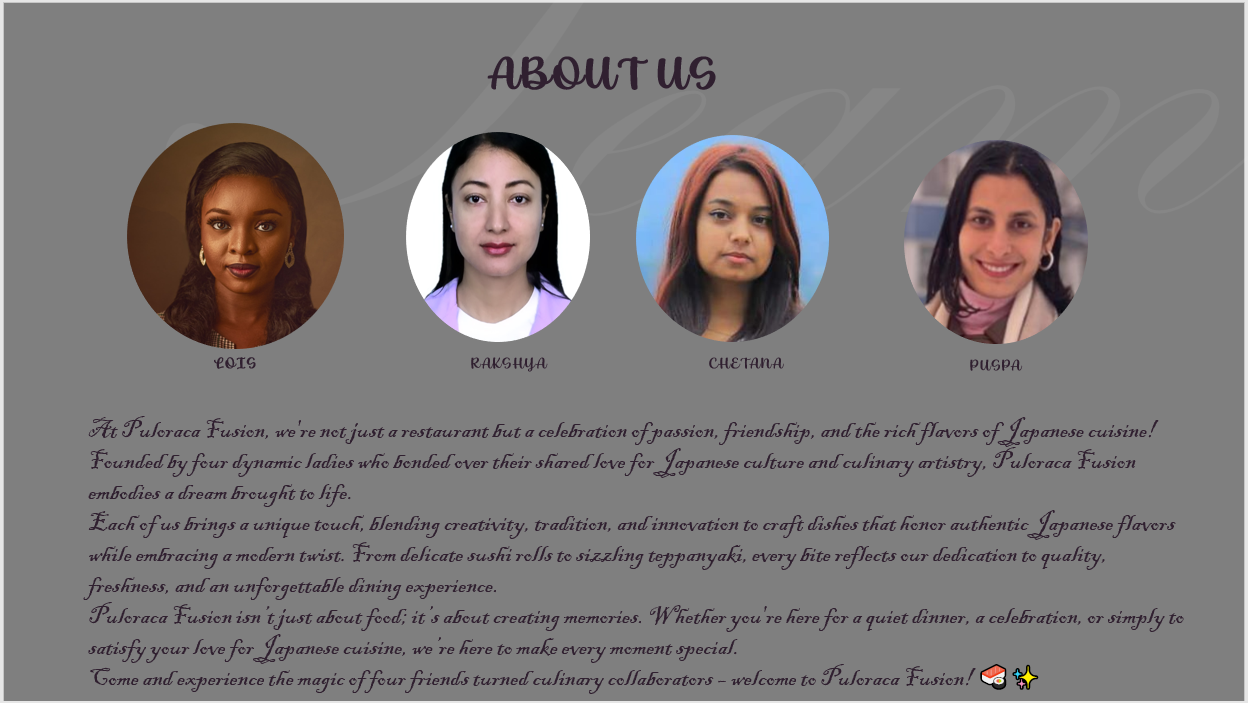 Team
ABOUT US
LOIS
RAKSHYA
CHETANA
PUSPA
At Puloraca Fusion, we're not just a restaurant but a celebration of passion, friendship, and the rich flavors of Japanese cuisine!
Founded by four dynamic ladies who bonded over their shared love for Japanese culture and culinary artistry, Puloraca Fusion
embodies a dream brought to life.
Each of us brings a unique touch, blending creativity, tradition, and innovation to craft dishes that honor authentic Japanese flavors
while embracing a modern twist. From delicate sushi rolls to sizzling teppanyaki, every bite reflects our dedication to quality,
freshness, and an unforgettable dining experience.
Puloraca Fusion isn't just about food; it's about creating memories. Whether you're here for a quiet dinner, a celebration, or simply to
satisfy your love for Japanese cuisine, we're here to make every moment special.
Come and experience the magic of four friends turned culinary collaborators – welcome to Puloraca Fusion! 🍣✨